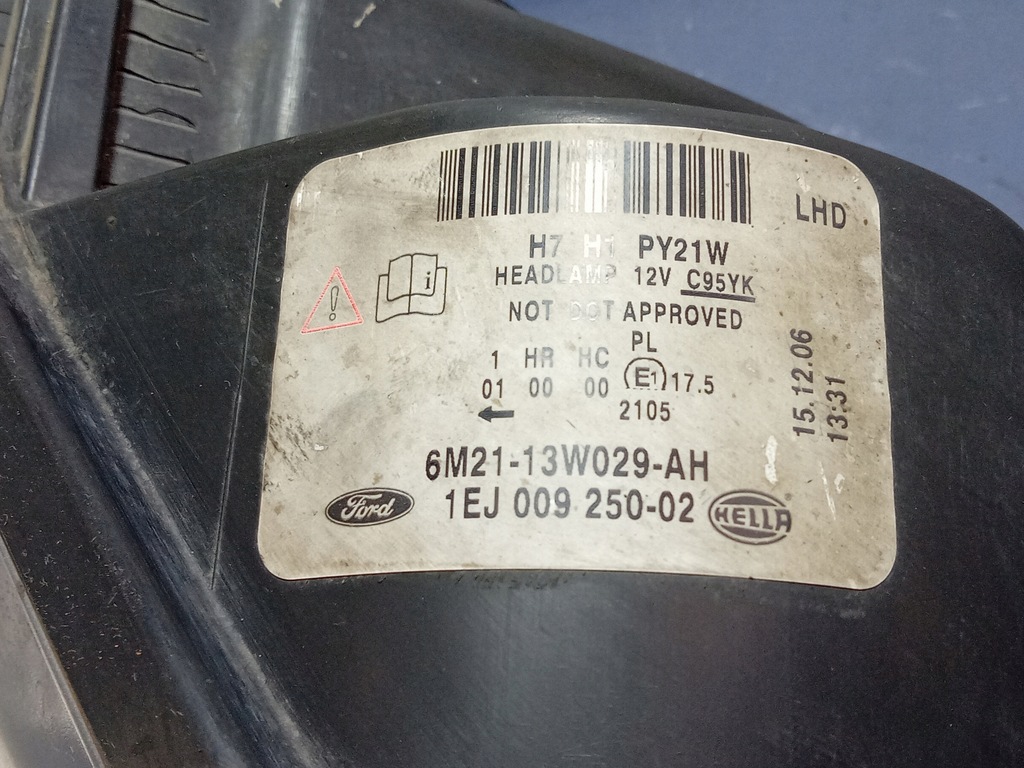 LHD
H7 H1 PY21W
HEADLAMP 12V C95YK
NOT DOT APPROVED
PL
1 HR HC
01 00 00 E1 17.5
2105
15.12.06
13:31
6M21-13W029-AH
Ford 1EJ 009 250-02 HELLA